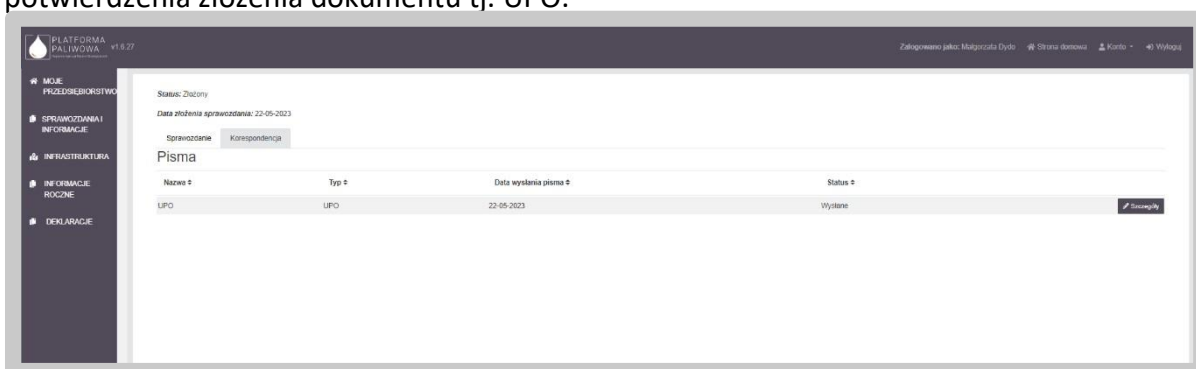 potwierdzenia złożenia dokumentu tj. UPO.
PLATFORMA
PALIWOWA v1.6.27
Zalogowano jako: Małgorzata Dydo Strona domowa Konto Wyloguj
MOJE
PRZEDSIĘBIORSTWO
SPRAWOZDANIA I
INFORMACJE
INFRASTRUKTURA
INFORMACJE
ROCZNE
DEKLARACJE
Status: Złożony
Data złożenia sprawozdania: 22-05-2023
Sprawozdanie Korespondencja
Pisma
Nazwa Typ Data wysłania pisma Status
UPO UPO 22-05-2023 Wysłane Szczegóły